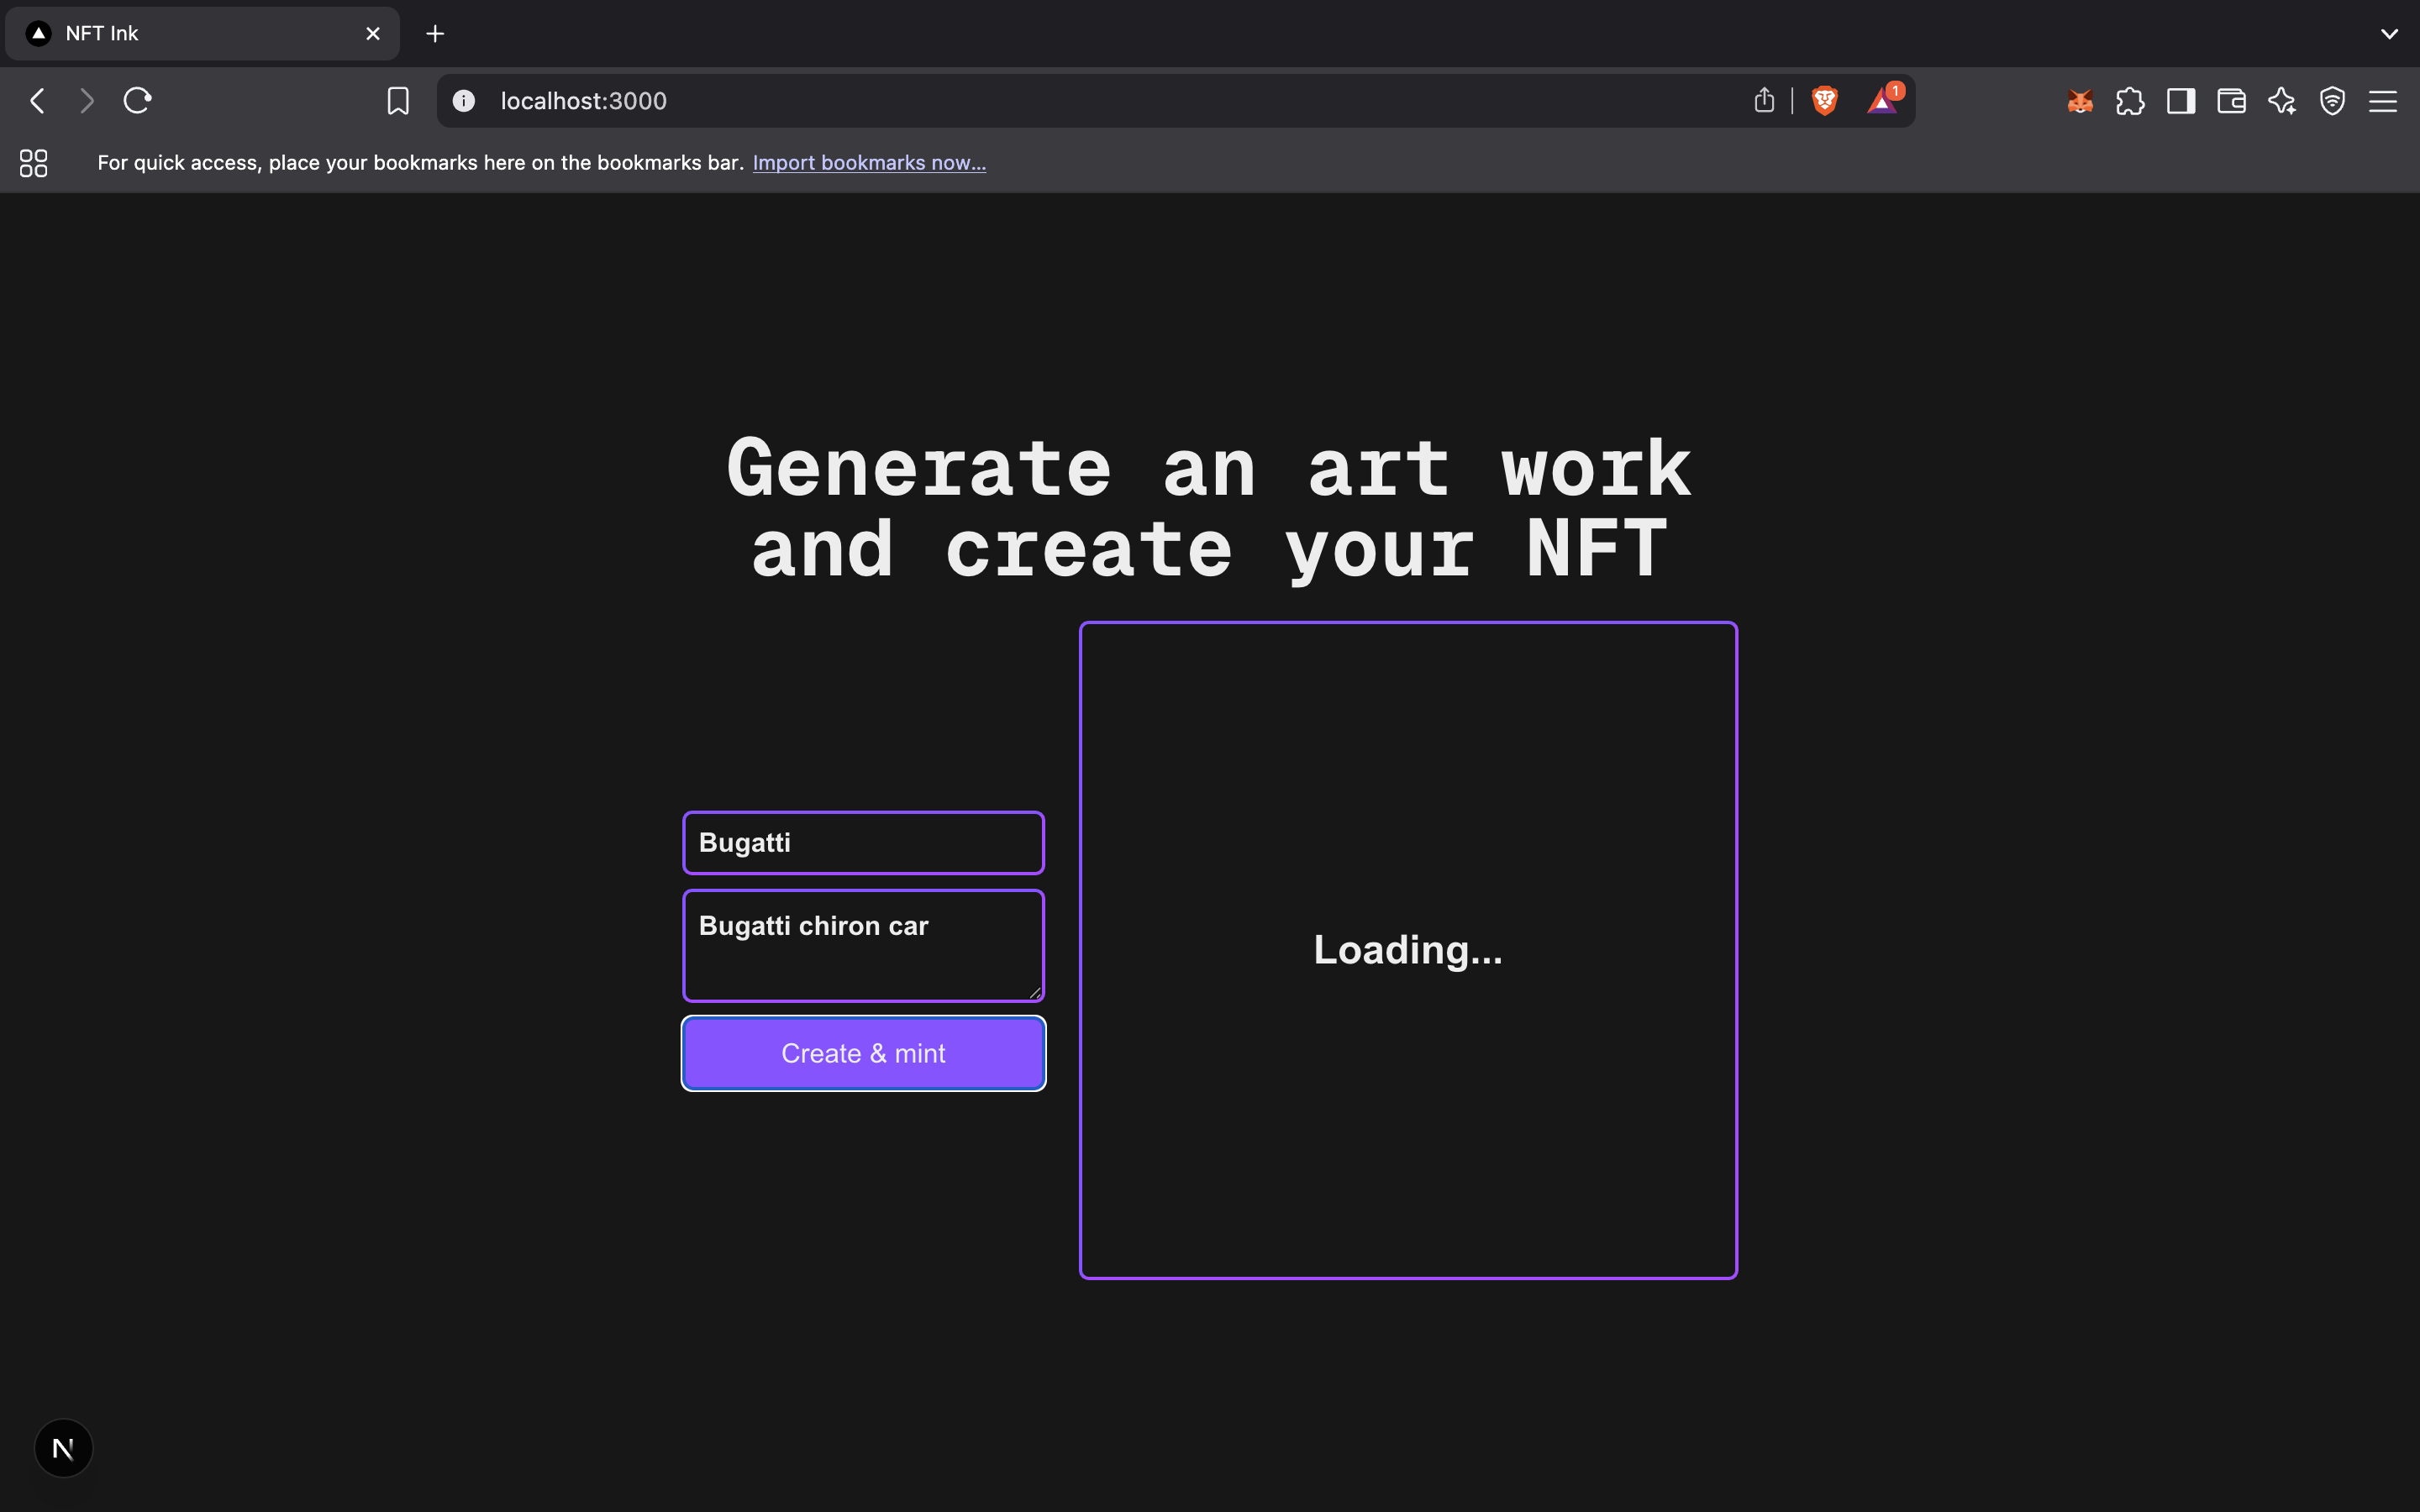 NFT Ink
localhost:3000
1
For quick access, place your bookmarks here on the bookmarks bar. Import bookmarks now...
Generate an art work
and create your NFT
Bugatti
Bugatti chiron car
Create & mint
Loading...
N